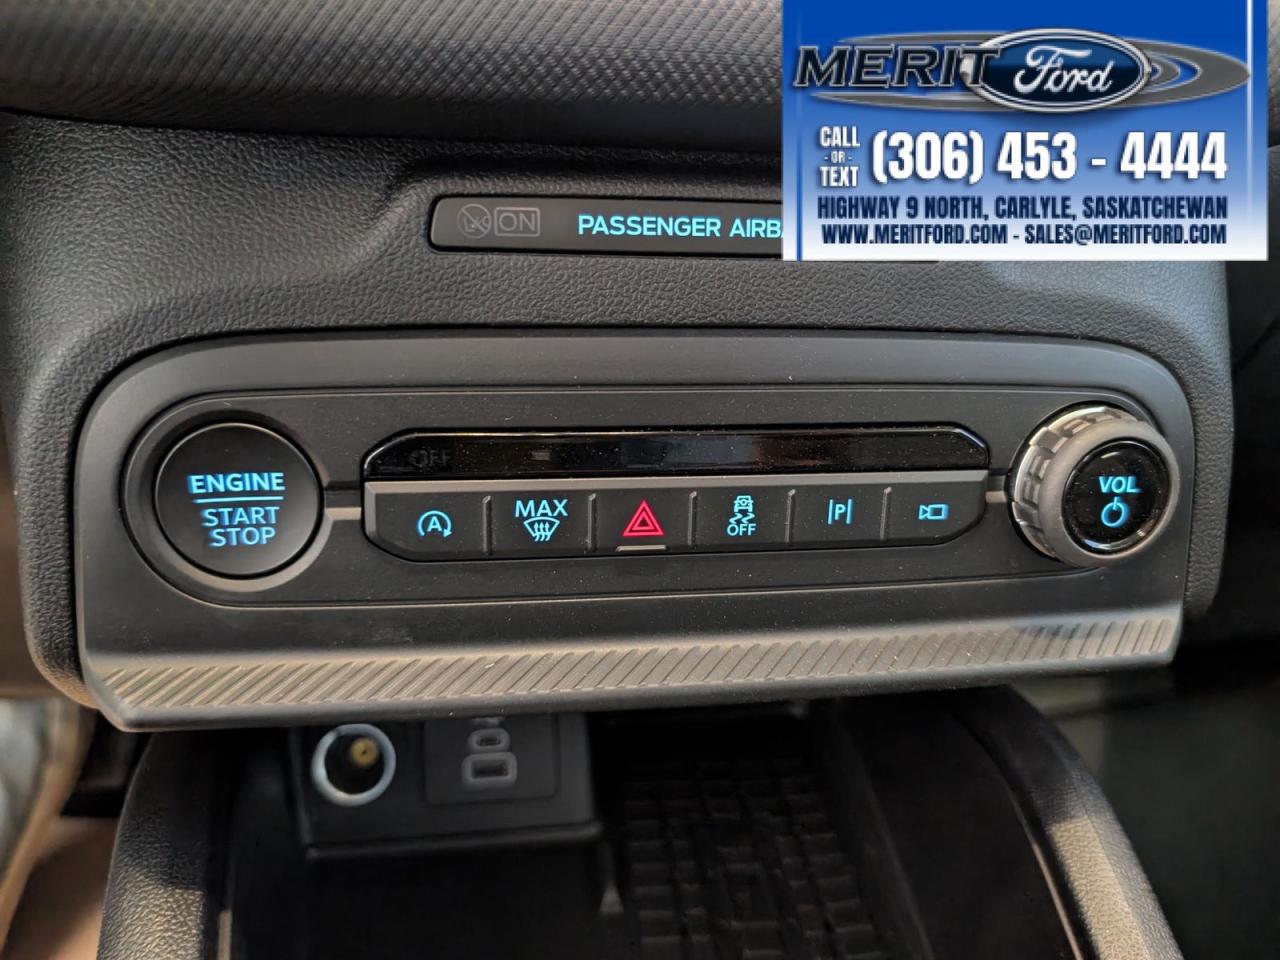 MERIT Ford
CALL
-OR-
TEXT
(306) 453 - 4444
HIGHWAY 9 NORTH, CARLYLE, SASKATCHEWAN
WWW.MERITFORD.COM - SALES@MERITFORD.COM
ON
PASSENGER
OFF
ENGINE
START
STOP
A
MAX
OFF
P
VOL